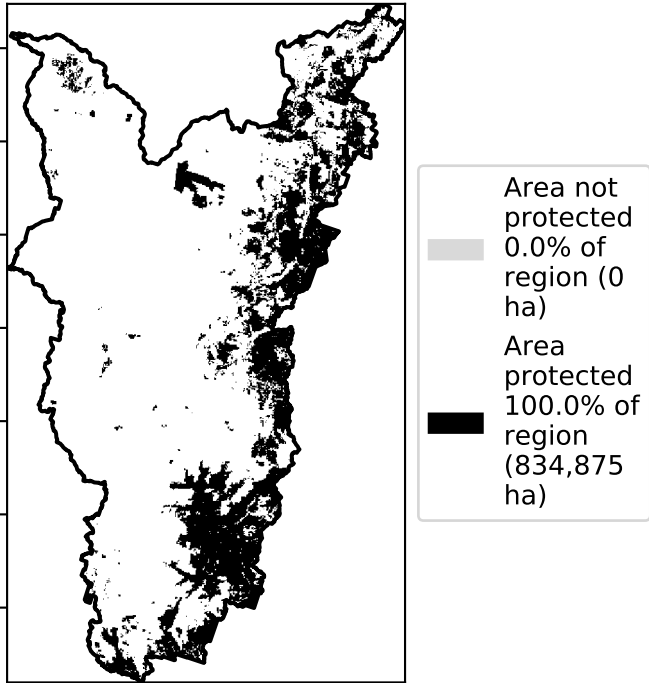 Area not
protected
0.0% of
region (0
ha)
Area
protected
100.0% of
region
(834,875
ha)